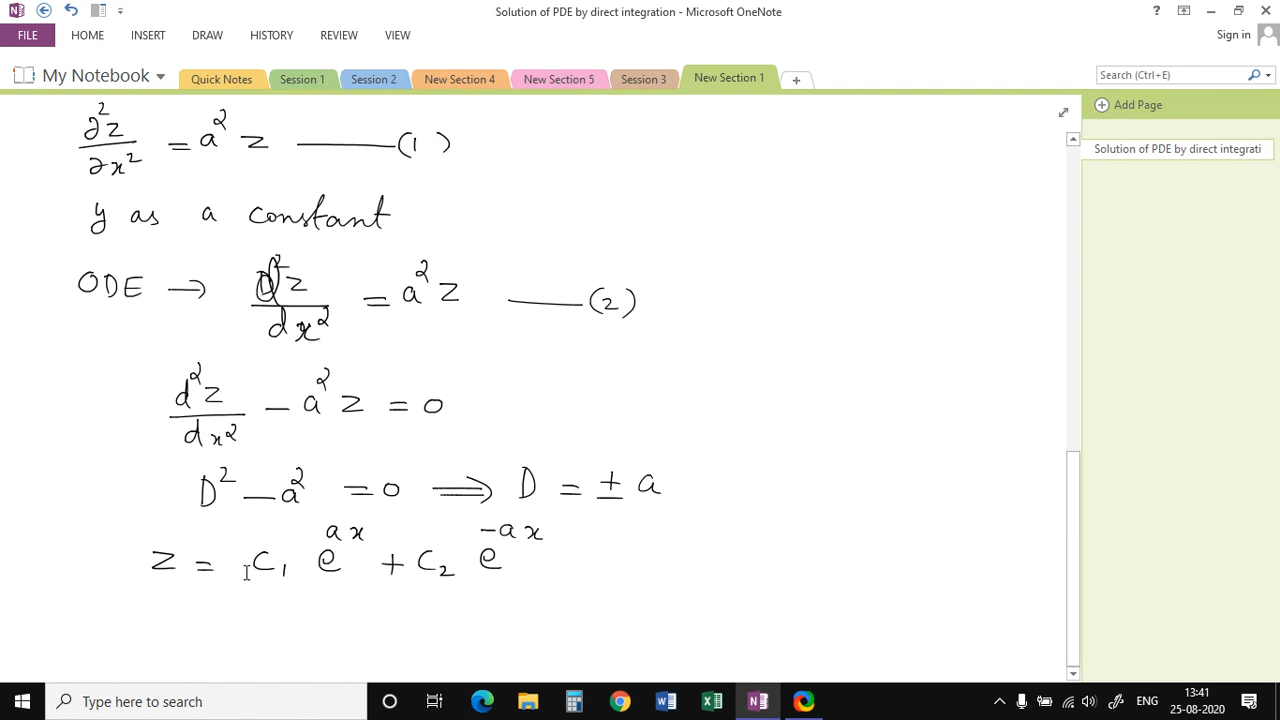 Solution of PDE by direct integration - Microsoft OneNote
?
FILE HOME INSERT DRAW HISTORY REVIEW VIEW
Sign in
My Notebook
Quick Notes Session 1 Session 2 New Section 4 New Section 5 Session 3 New Section 1 +
Search (Ctrl+E)
Add Page
Solution of PDE by direct integrati
∂²z/∂x² = a² z ——— (1)
y as a constant
ODE → D²z/dx² = a² z ——— (2)
d²z/dx² – a² z = 0
D² – a² = 0 ⟹ D = ± a
z = C₁ e^{ax} + C₂ e^{-ax}
Type here to search
ENG
13:41
25-08-2020